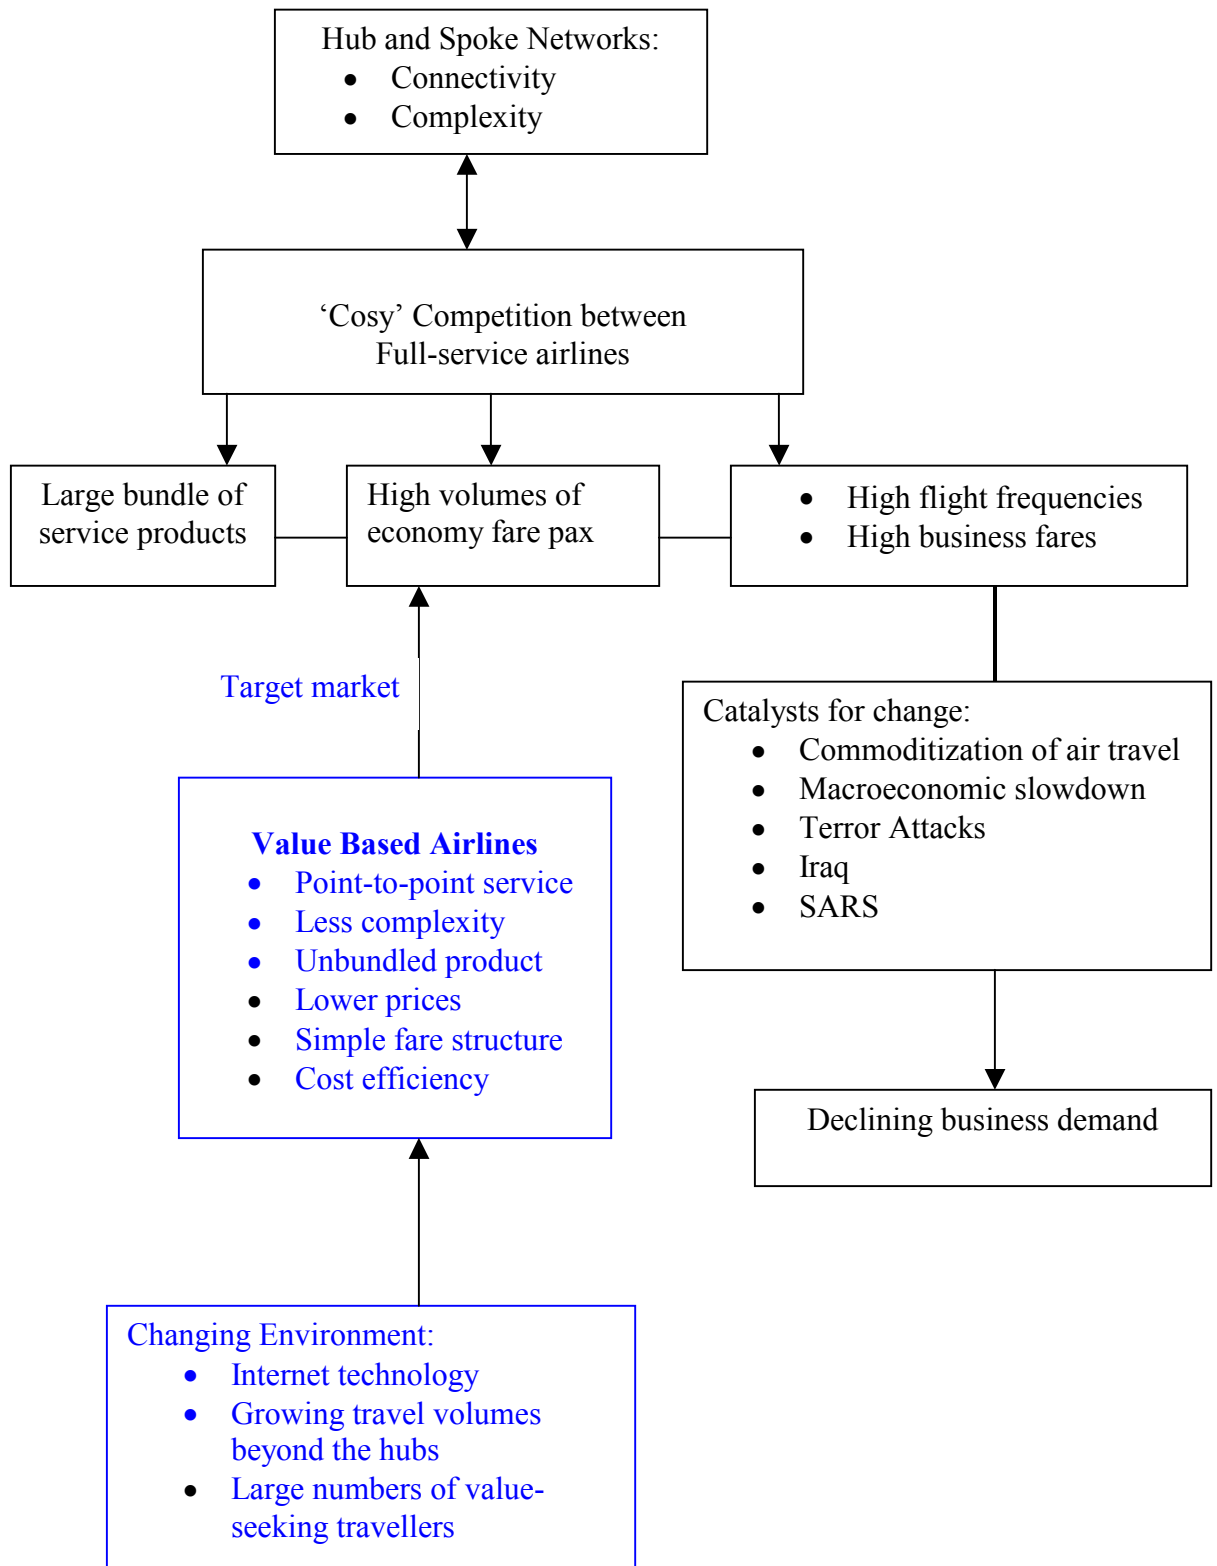 Hub and Spoke Networks:
• Connectivity
• Complexity
‘Cosy’ Competition between
Full-service airlines
Large bundle of
service products
High volumes of
economy fare pax
• High flight frequencies
• High business fares
Target market
Catalysts for change:
• Commoditization of air travel
• Macroeconomic slowdown
• Terror Attacks
• Iraq
• SARS
Value Based Airlines
• Point-to-point service
• Less complexity
• Unbundled product
• Lower prices
• Simple fare structure
• Cost efficiency
Declining business demand
Changing Environment:
• Internet technology
• Growing travel volumes
beyond the hubs
• Large numbers of value-
seeking travellers